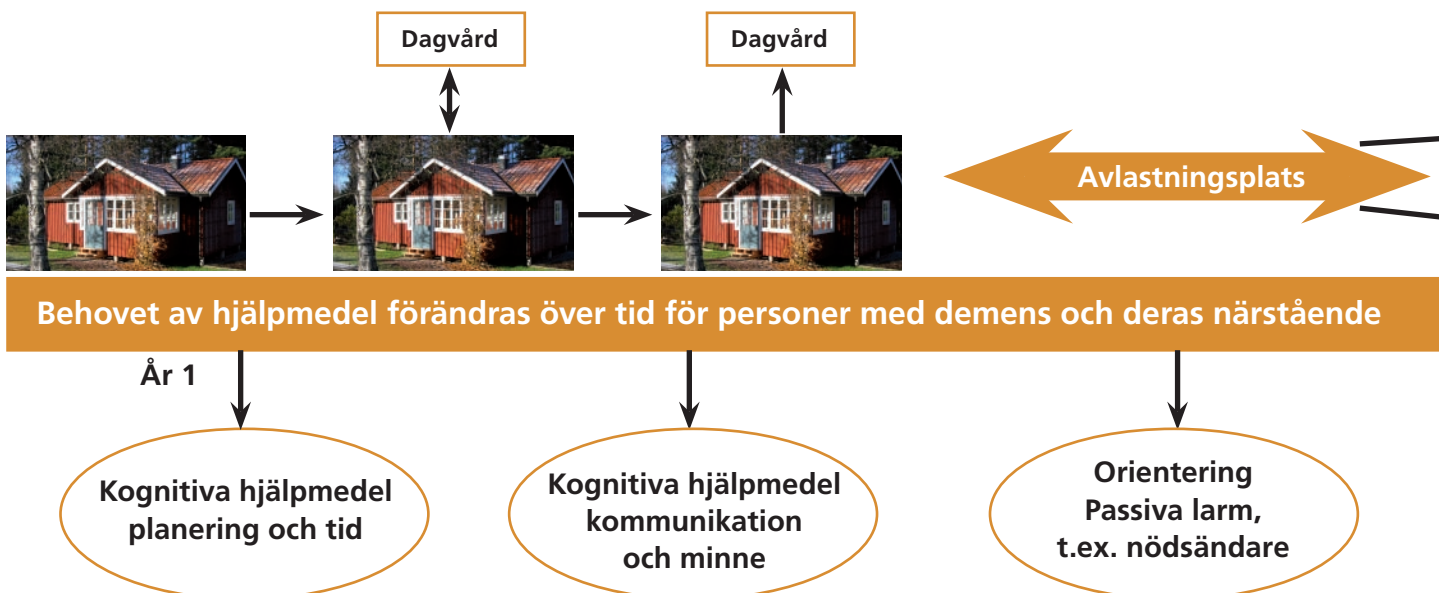 Dagvård
Dagvård
Avlastningsplats
Behovet av hjälpmedel förändras över tid för personer med demens och deras närstående
År 1
Kognitiva hjälpmedel
planering och tid
Kognitiva hjälpmedel
kommunikation
och minne
Orientering
Passiva larm,
t.ex. nödsändare